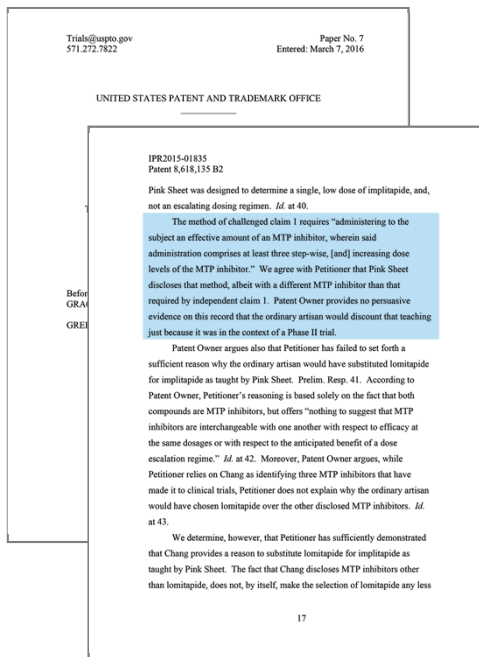 Trials@uspto.gov Paper No. 7
571.272.7822 Entered: March 7, 2016
UNITED STATES PATENT AND TRADEMARK OFFICE
IPR2015-01835
Patent 8,618,135 B2
Pink Sheet was designed to determine a single, low dose of implitapide, and,
not an escalating dosing regimen. Id. at 40.
The method of challenged claim 1 requires “administering to the
subject an effective amount of an MTP inhibitor, wherein said
administration comprises at least three step-wise, [and] increasing dose
levels of the MTP inhibitor.” We agree with Petitioner that Pink Sheet
discloses that method, albeit with a different MTP inhibitor than that
required by independent claim 1. Patent Owner provides no persuasive
evidence on this record that the ordinary artisan would discount that teaching
just because it was in the context of a Phase II trial.
Patent Owner argues also that Petitioner has failed to set forth a
sufficient reason why the ordinary artisan would have substituted lomitapide
for implitapide as taught by Pink Sheet. Prelim. Resp. 41. According to
Patent Owner, Petitioner’s reasoning is based solely on the fact that both
compounds are MTP inhibitors, but offers “nothing to suggest that MTP
inhibitors are interchangeable with one another with respect to efficacy at
the same dosages or with respect to the anticipated benefit of a dose
escalation regime.” Id. at 42. Moreover, Patent Owner argues, while
Petitioner relies on Chang as identifying three MTP inhibitors that have
made it to clinical trials, Petitioner does not explain why the ordinary artisan
would have chosen lomitapide over the other disclosed MTP inhibitors. Id.
at 43.
We determine, however, that Petitioner has sufficiently demonstrated
that Chang provides a reason to substitute lomitapide for implitapide as
taught by Pink Sheet. The fact that Chang discloses MTP inhibitors other
than lomitapide, does not, by itself, make the selection of lomitapide any less
17